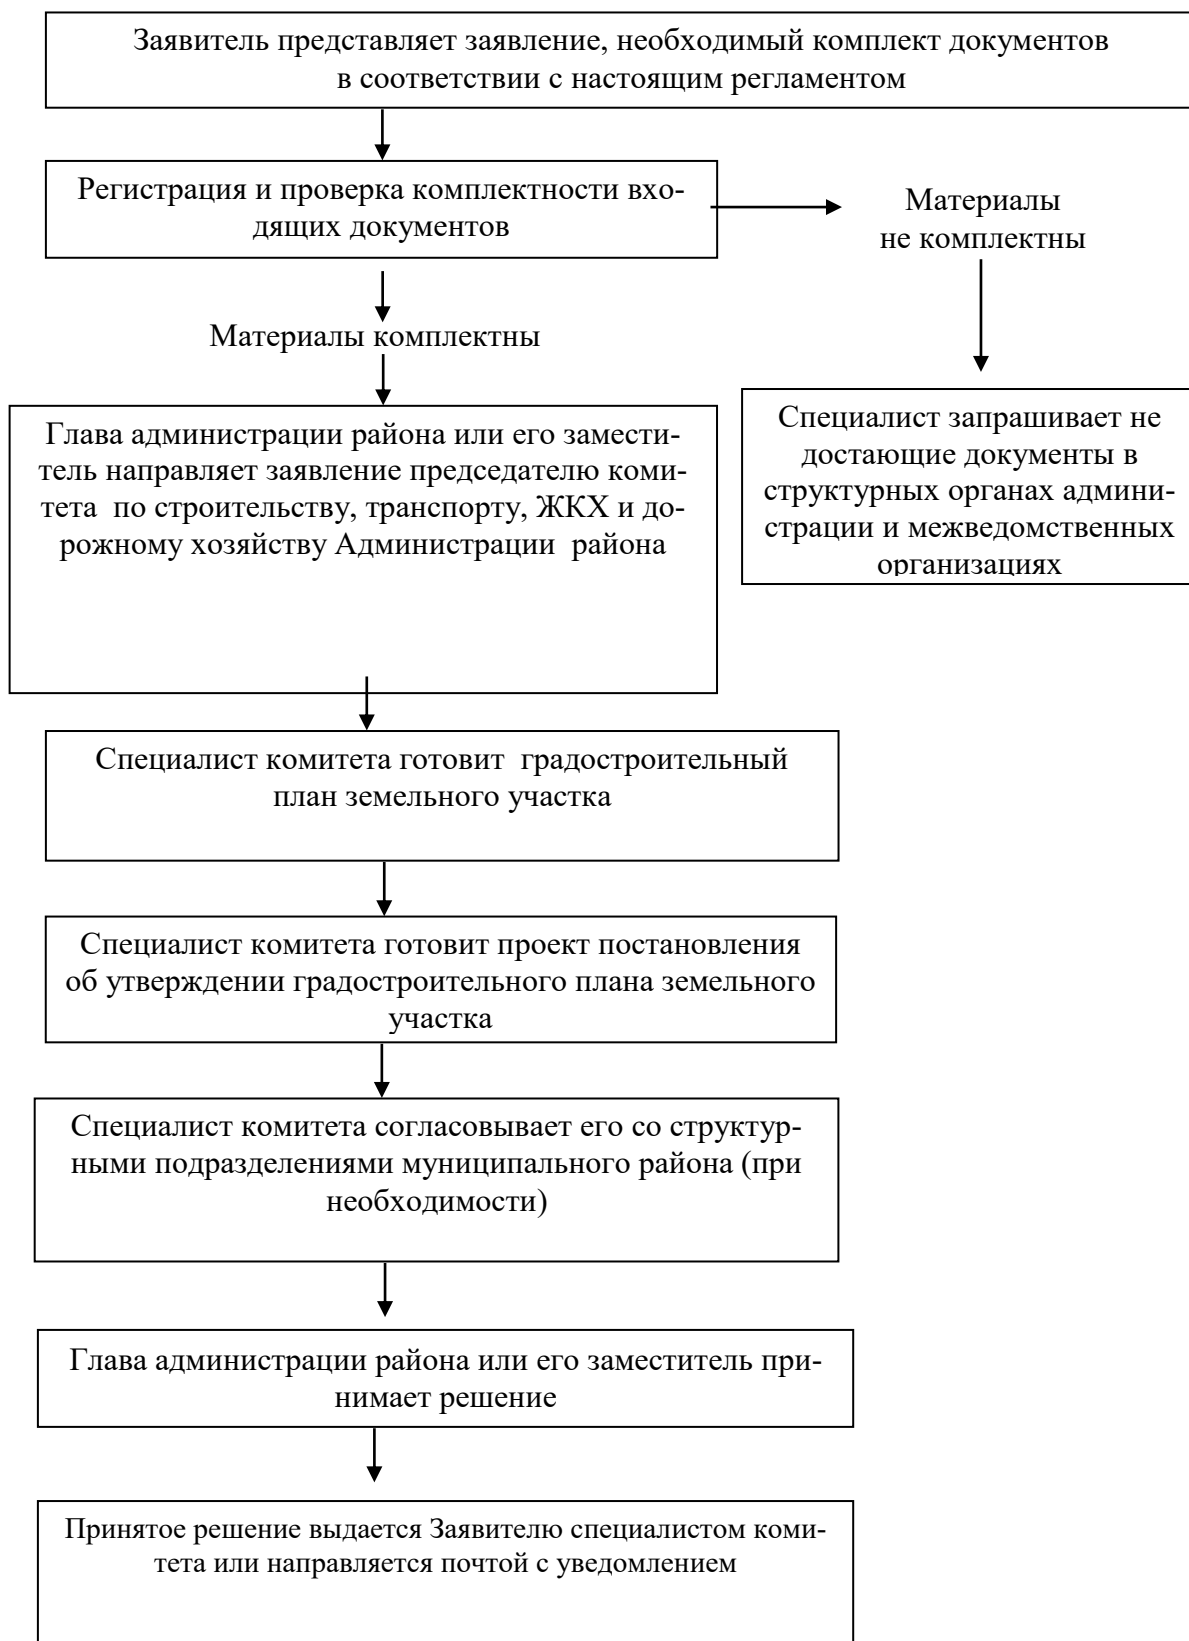 Заявитель представляет заявление, необходимый комплект документов
в соответствии с настоящим регламентом
Регистрация и проверка комплектности вхо-
дящих документов
Материалы
не комплектны
Материалы комплектны
Глава администрации района или его замести-
тель направляет заявление председателю коми-
тета по строительству, транспорту, ЖКХ и до-
рожному хозяйству Администрации района
Специалист запрашивает не
достающие документы в
структурных органах админи-
страции и межведомственных
организациях
Специалист комитета готовит градостроительный
план земельного участка
Специалист комитета готовит проект постановления
об утверждении градостроительного плана земельного
участка
Специалист комитета согласовывает его со структур-
ными подразделениями муниципального района (при
необходимости)
Глава администрации района или его заместитель при-
нимает решение
Принятое решение выдается Заявителю специалистом коми-
тета или направляется почтой с уведомлением